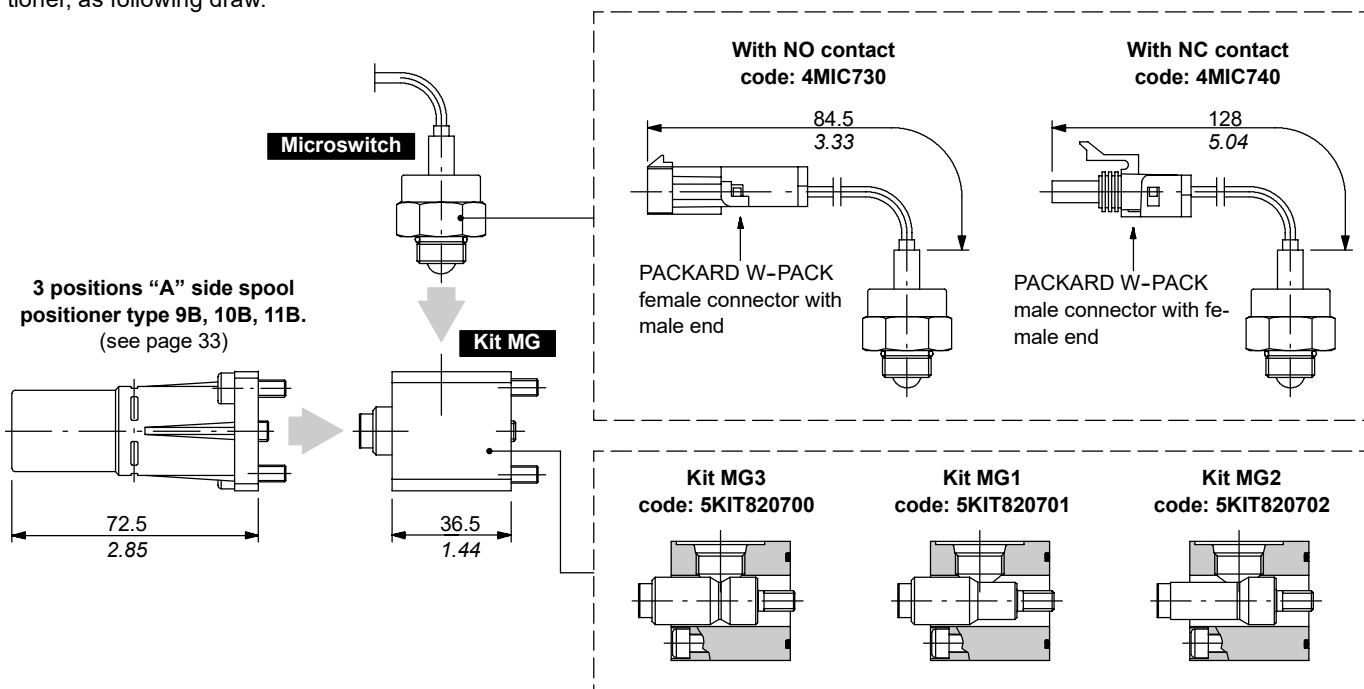 tioner, as following draw.
With NO contact
code: 4MIC730
84.5
3.33
PACKARD W-PACK
female connector with
male end
With NC contact
code: 4MIC740
128
5.04
PACKARD W-PACK
male connector with fe-
male end
Microswitch
3 positions “A” side spool
positioner type 9B, 10B, 11B.
(see page 33)
Kit MG
72.5
2.85
36.5
1.44
Kit MG3
code: 5KIT820700
Kit MG1
code: 5KIT820701
Kit MG2
code: 5KIT820702